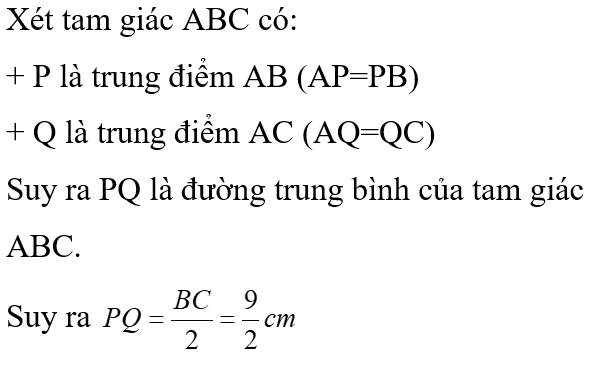 Xét tam giác ABC có:
+ P là trung điểm AB (AP=PB)
+ Q là trung điểm AC (AQ=QC)
Suy ra PQ là đường trung bình của tam giác
ABC.
Suy ra PQ = BC/2 = 9/2 cm